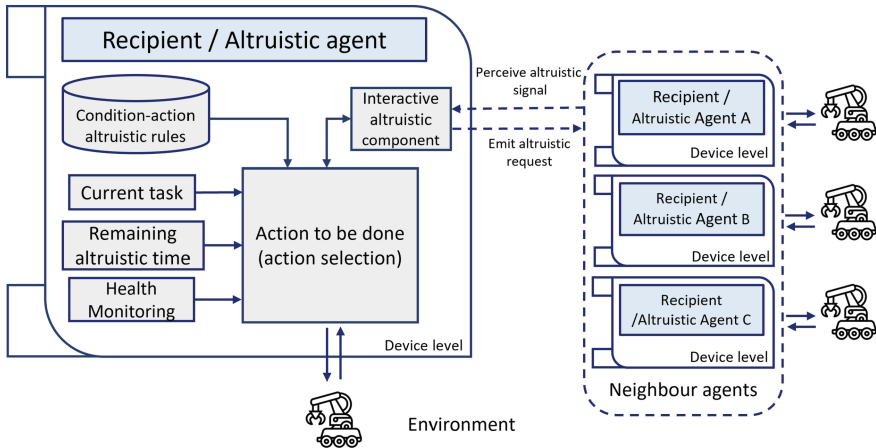 Recipient / Altruistic agent
Condition-action
altruistic rules
Interactive
altruistic
component
Current task
Remaining
altruistic time
Health
Monitoring
Action to be done
(action selection)
Device level
Environment
Perceive altruistic
signal
Emit altruistic
request
Recipient /
Altruistic Agent A
Device level
Recipient /
Altruistic Agent B
Device level
Recipient
/Altruistic Agent C
Device level
Neighbour agents